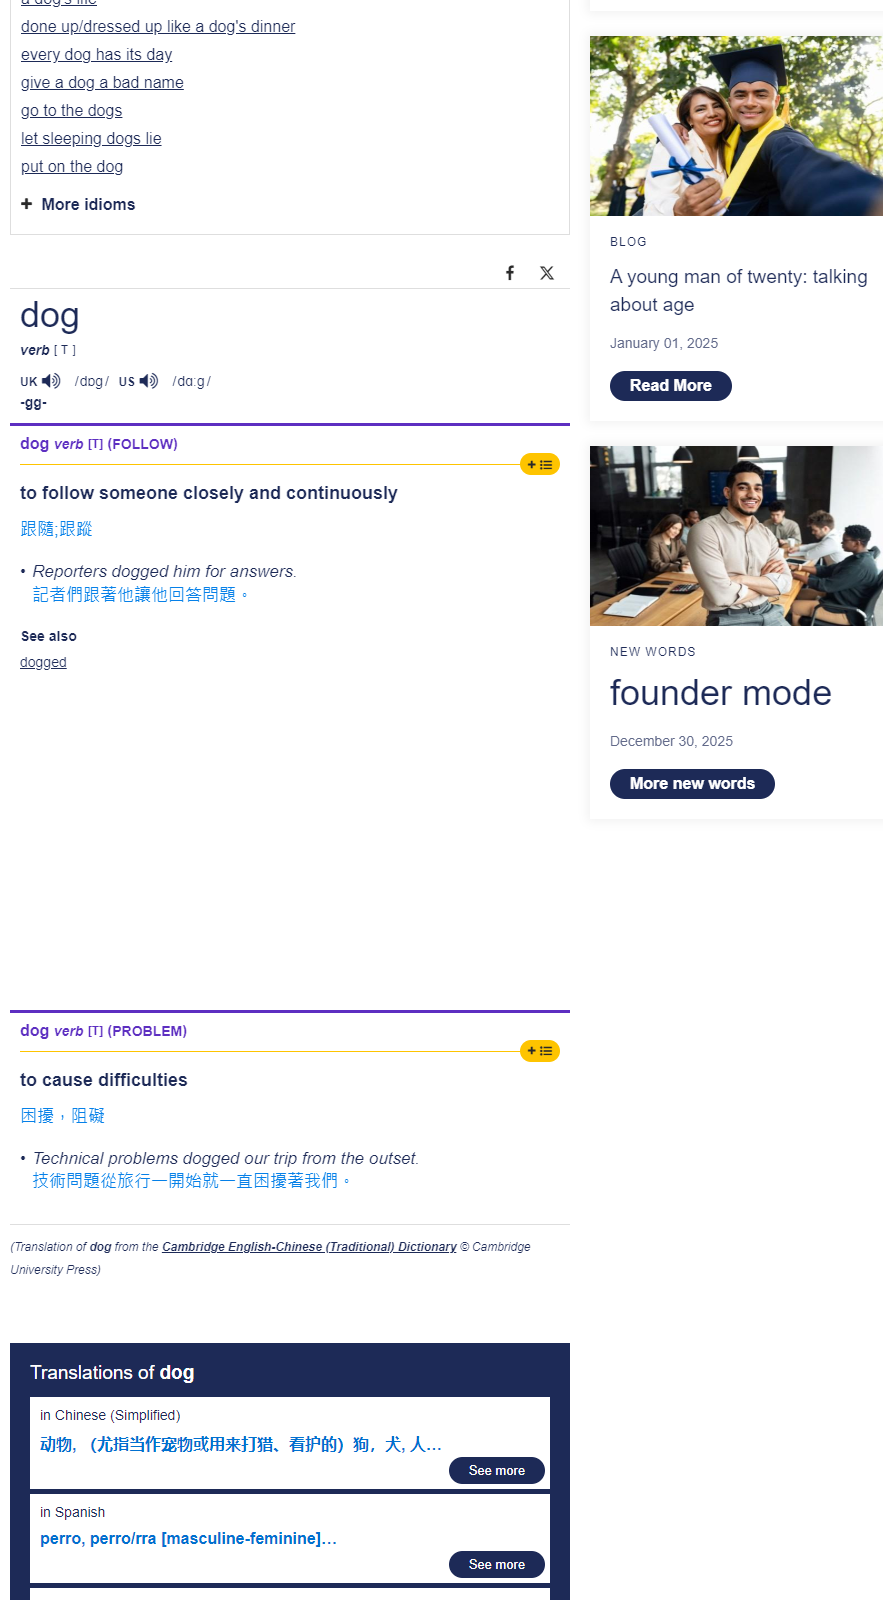 a dog's life
done up/dressed up like a dog's dinner
every dog has its day
give a dog a bad name
go to the dogs
let sleeping dogs lie
put on the dog
+ More idioms
dog
verb [ T ]
UK /dɒɡ/ US /dɑːɡ/
-gg-
dog verb [T] (FOLLOW)
to follow someone closely and continuously
跟隨;跟蹤
• Reporters dogged him for answers.
記者們跟著他讓他回答問題。
See also
dogged
dog verb [T] (PROBLEM)
to cause difficulties
困擾，阻礙
• Technical problems dogged our trip from the outset.
技術問題從旅行一開始就一直困擾著我們。
(Translation of dog from the Cambridge English-Chinese (Traditional) Dictionary © Cambridge
University Press)
Translations of dog
in Chinese (Simplified)
动物, （尤指当作宠物或用来打猎、看护的）狗，犬, 人…
See more
in Spanish
perro, perro/rra [masculine-feminine]…
See more
BLOG
A young man of twenty: talking
about age
January 01, 2025
Read More
NEW WORDS
founder mode
December 30, 2025
More new words